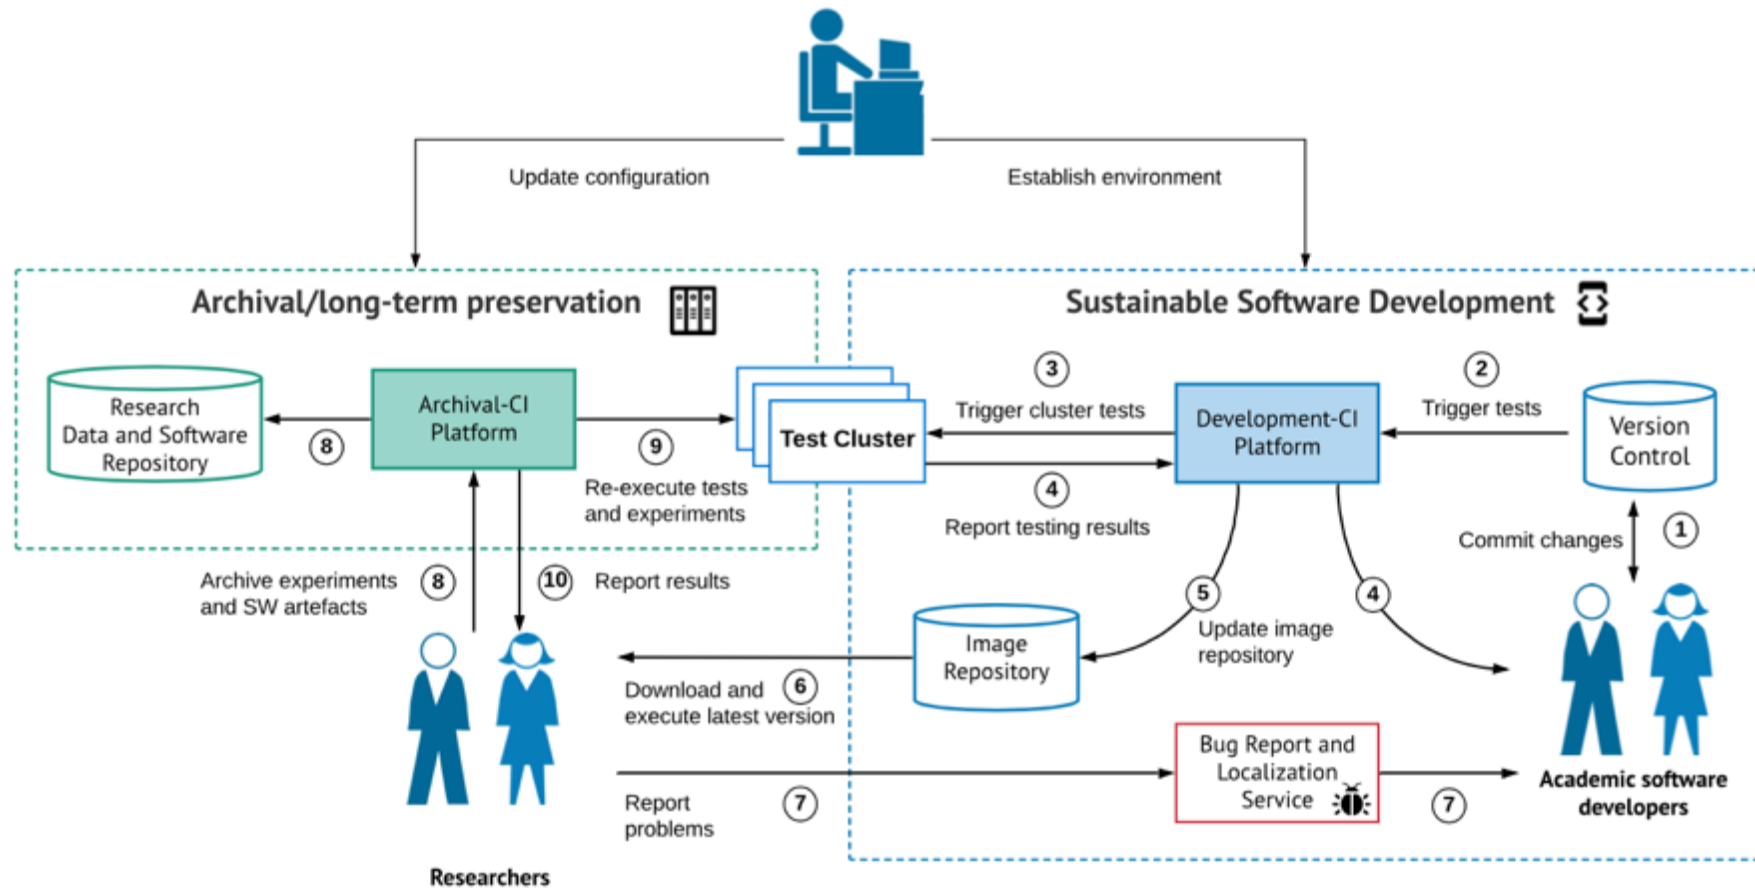 Update configuration
Establish environment
Archival/long-term preservation
Sustainable Software Development
Research
Data and Software
Repository
8
Archival-CI
Platform
9
Re-execute tests
and experiments
Test Cluster
3
Trigger cluster tests
4
Report testing results
Development-CI
Platform
2
Trigger tests
Version
Control
Commit changes
1
Archive experiments
and SW artefacts
8
10
Report results
Image
Repository
5
Update image
repository
4
Download and
execute latest version
6
Report
problems
7
Bug Report and
Localization
Service
7
Academic software
developers
Researchers